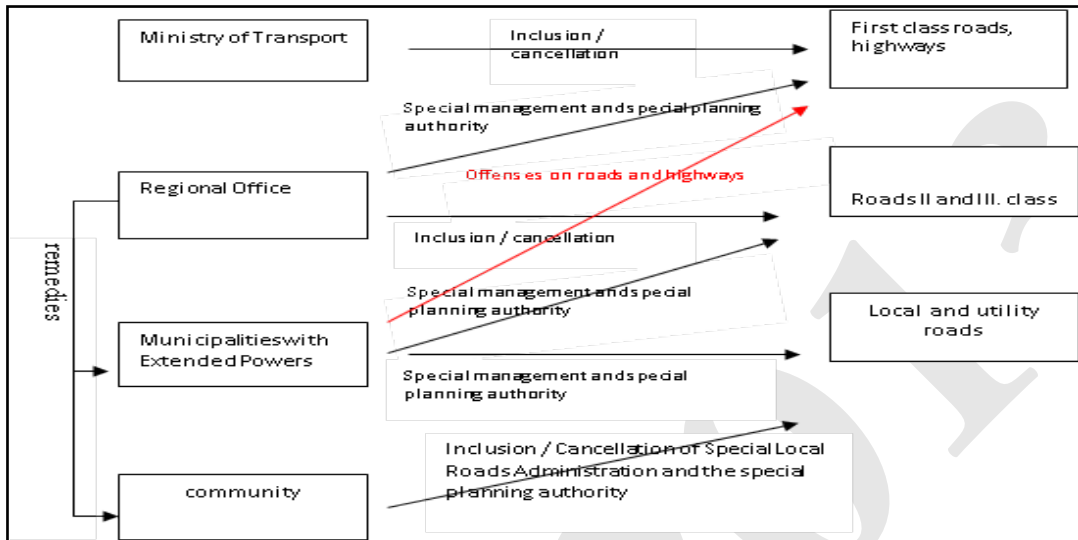 Ministry of Transport
Inclusion /
cancellation
First class roads,
highways
Special management and special planning
authority
Regional Office
Offenses on roads and highways
Roads II and III. class
Inclusion / cancellation
remedies
Special management and special
planning authority
Municipalities with
Extended Powers
Local and utility
roads
Special management and special
planning authority
community
Inclusion / Cancellation of Special Local
Roads Administration and the special
planning authority